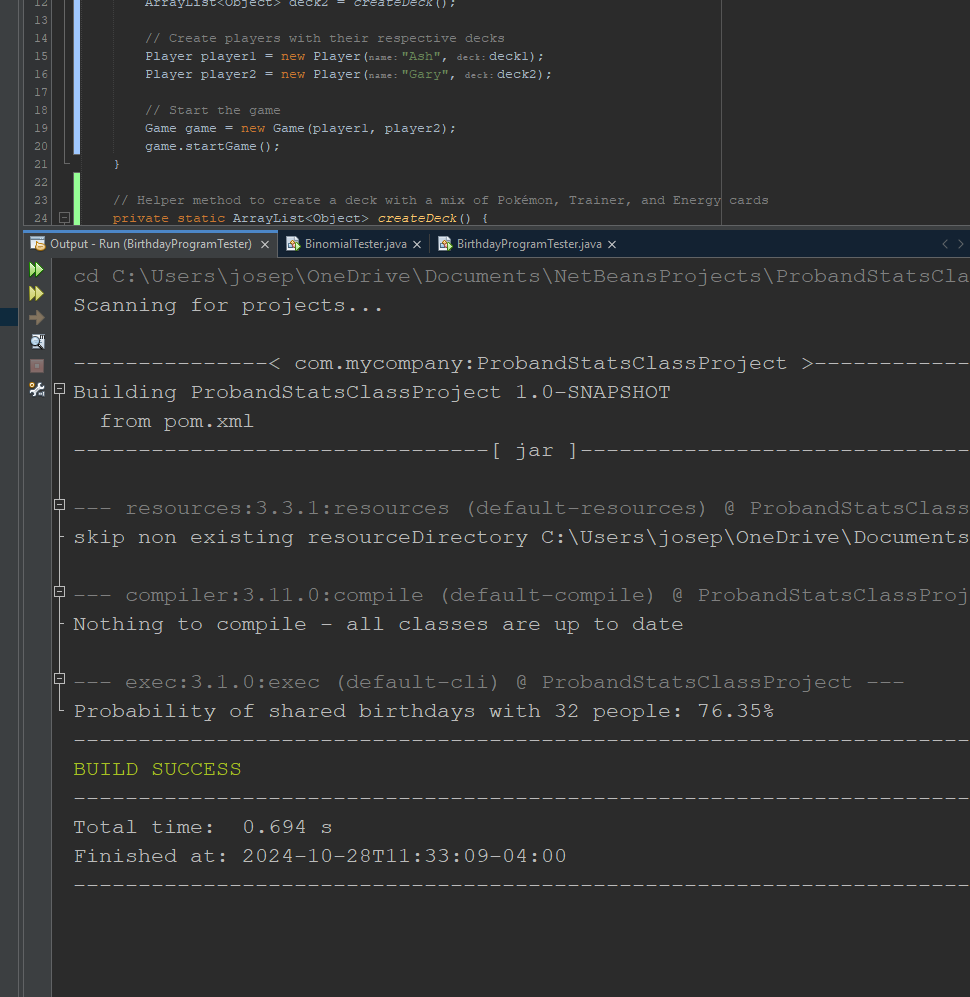 12 ArrayList<Object> deck2 = createDeck();
13
14 // Create players with their respective decks
15 Player player1 = new Player(name: "Ash", deck: deck1);
16 Player player2 = new Player(name: "Gary", deck: deck2);
17
18 // Start the game
19 Game game = new Game(player1, player2);
20 game.startGame();
21 }
22
23 // Helper method to create a deck with a mix of Pokémon, Trainer, and Energy cards
24 private static ArrayList<Object> createDeck() {
Output - Run (BirthdayProgramTester) × BinomialTester.java × BirthdayProgramTester.java ×
cd C:\Users\josep\OneDrive\Documents\NetBeansProjects\ProbandStatsCla
Scanning for projects...
---------------< com.mycompany:ProbandStatsClassProject >------------
Building ProbandStatsClassProject 1.0-SNAPSHOT
from pom.xml
--------------------------------[ jar ]------------------------------
--- resources:3.3.1:resources (default-resources) @ ProbandStatsClass
skip non existing resourceDirectory C:\Users\josep\OneDrive\Documents
--- compiler:3.11.0:compile (default-compile) @ ProbandStatsClassProj
Nothing to compile - all classes are up to date
--- exec:3.1.0:exec (default-cli) @ ProbandStatsClassProject ---
Probability of shared birthdays with 32 people: 76.35%
---------------------------------------------------------------------
BUILD SUCCESS
---------------------------------------------------------------------
Total time: 0.694 s
Finished at: 2024-10-28T11:33:09-04:00
---------------------------------------------------------------------